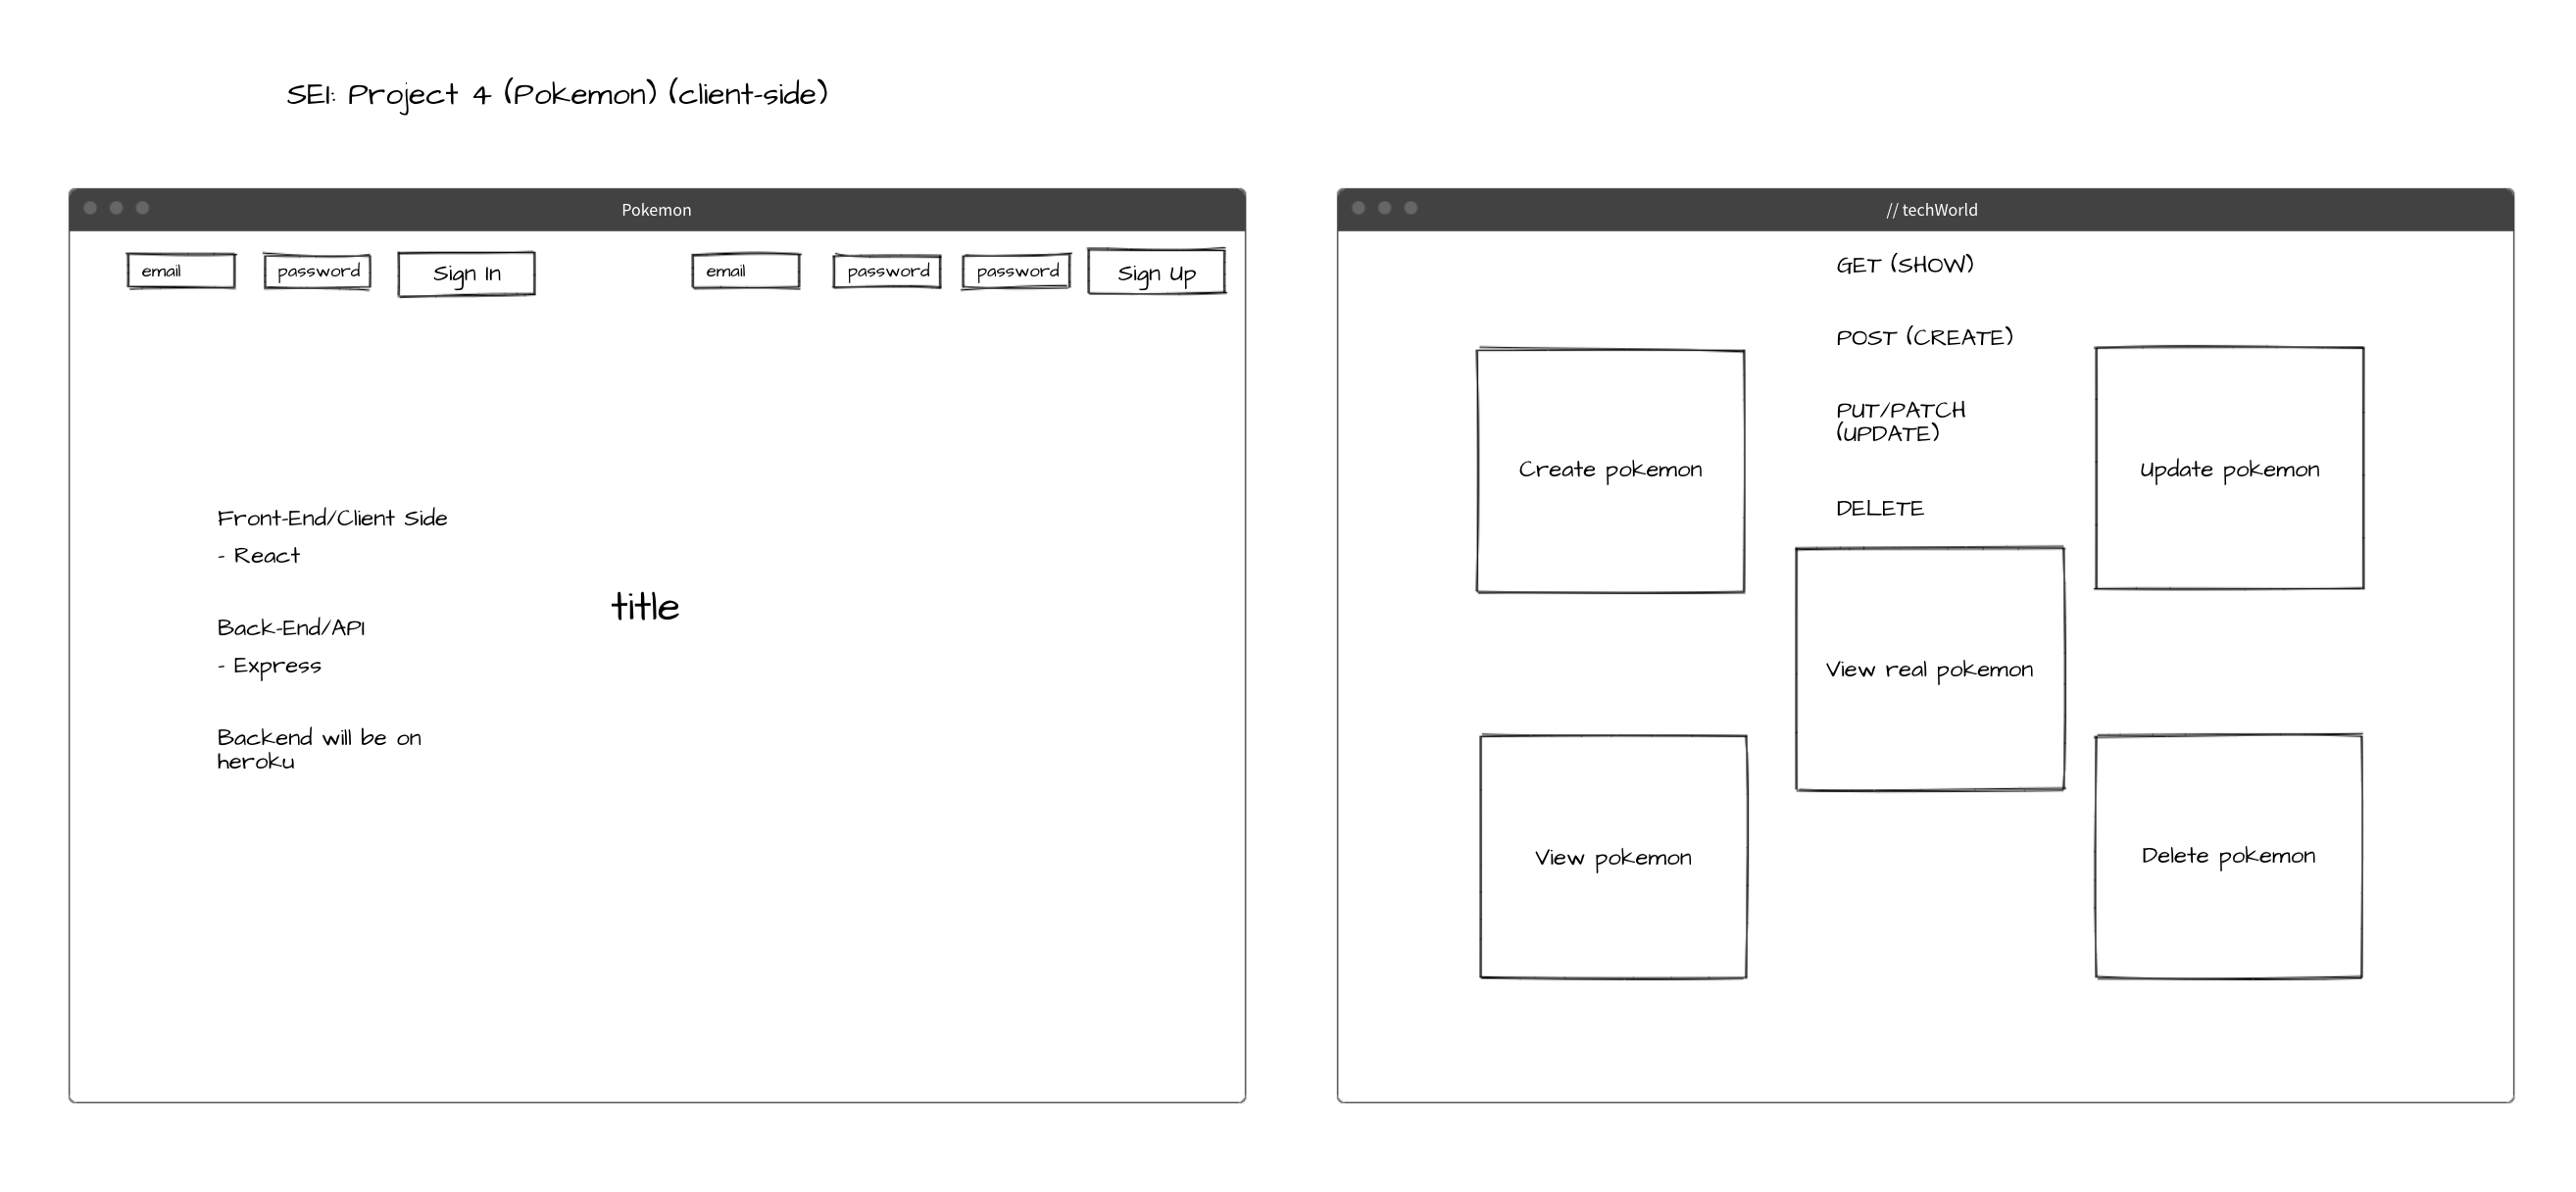 SEI: Project 4 (Pokemon) (client-side)
Pokemon
email
password
Sign In
email
password
password
Sign Up
Front-End/Client Side
- React
Back-End/API
- Express
Backend will be on
heroku
title
// techWorld
GET (SHOW)
POST (CREATE)
PUT/PATCH
(UPDATE)
DELETE
Create pokemon
Update pokemon
View real pokemon
View pokemon
Delete pokemon